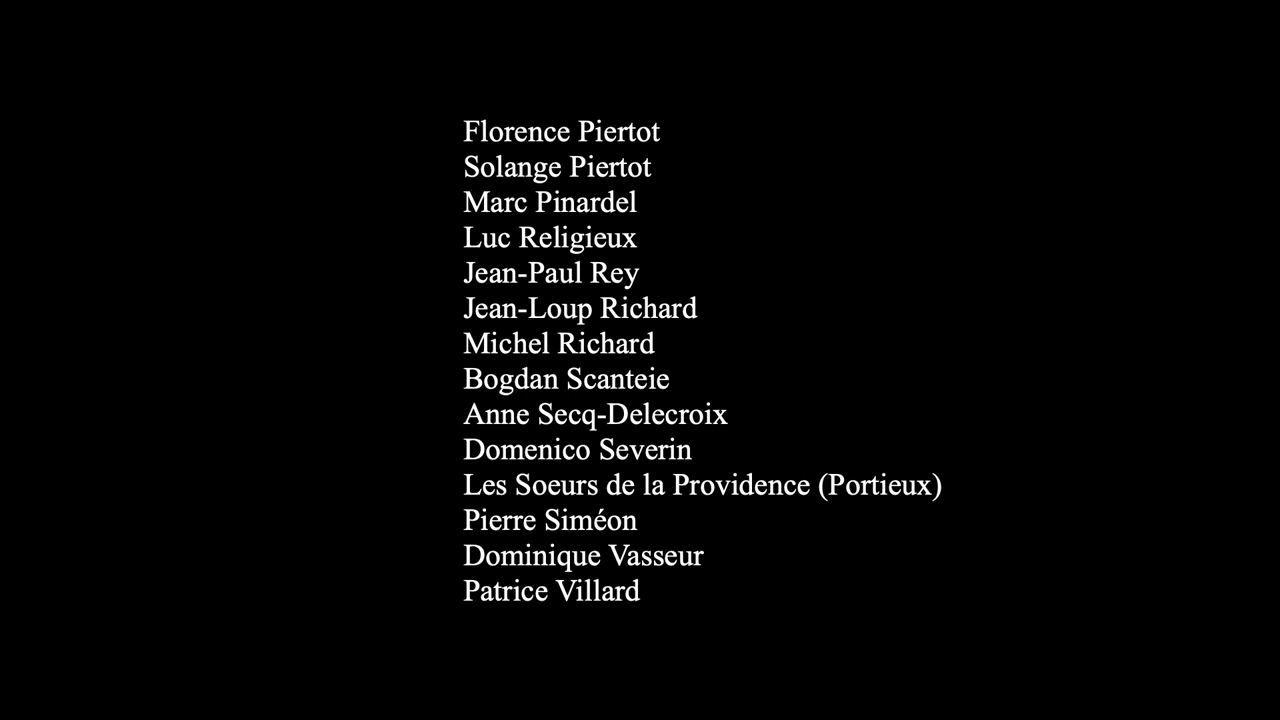 Florence Piertot
Solange Piertot
Marc Pinardel
Luc Religieux
Jean-Paul Rey
Jean-Loup Richard
Michel Richard
Bogdan Scanteie
Anne Secq-Delecroix
Domenico Severin
Les Soeurs de la Providence (Portieux)
Pierre Siméon
Dominique Vasseur
Patrice Villard